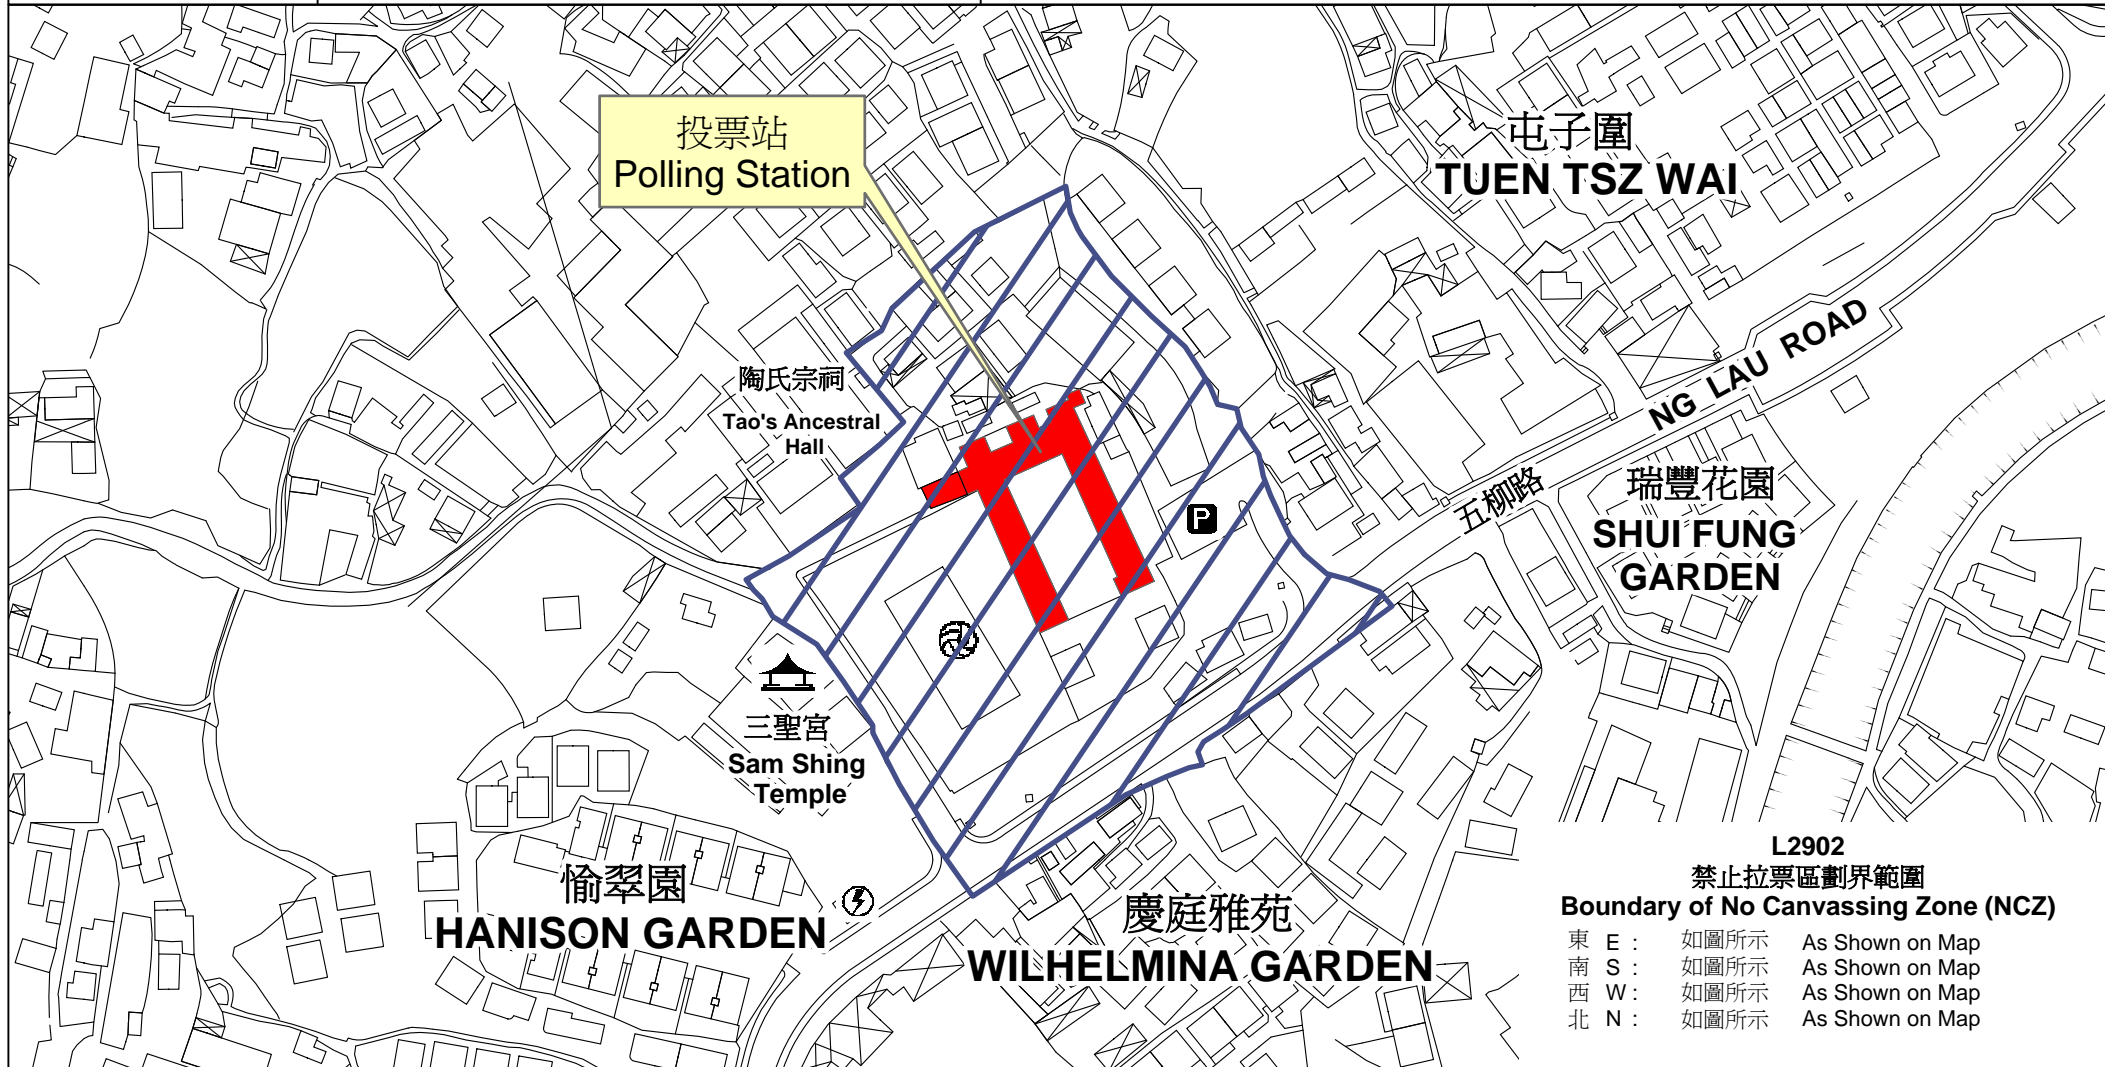 投票站
Polling Station
屯子圍
TUEN TSZ WAI
陶氏宗祠
Tao's Ancestral
Hall
NG LAU ROAD
五柳路
瑞豐花園
SHUI FUNG
GARDEN
P
三聖宮
Sam Shing
Temple
愉翠園
HANISON GARDEN
慶庭雅苑
WILHELMINA GARDEN
L2902
禁止拉票區劃界範圍
Boundary of No Canvassing Zone (NCZ)
東 E : 如圖所示 As Shown on Map
南 S : 如圖所示 As Shown on Map
西 W : 如圖所示 As Shown on Map
北 N : 如圖所示 As Shown on Map